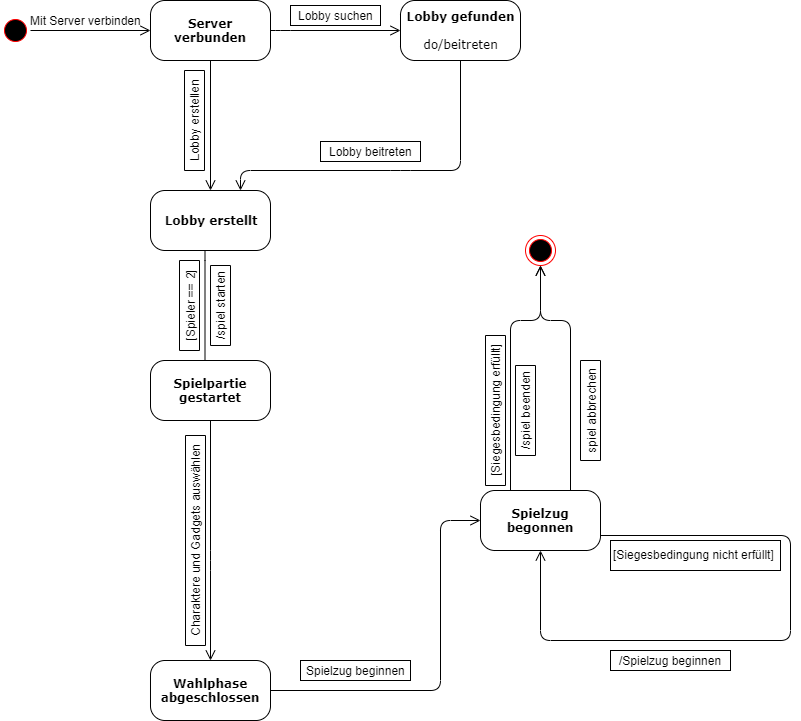 Mit Server verbinden
Server
verbunden
Lobby suchen
Lobby gefunden
do/beitreten
Lobby erstellen
Lobby beitreten
Lobby erstellt
[Spieler == 2]
/spiel starten
Spielpartie
gestartet
Charaktere und Gadgets auswählen
Wahlphase
abgeschlossen
Spielzug beginnen
[Siegesbedingung erfüllt]
/spiel beenden
spiel abbrechen
Spielzug
begonnen
[Siegesbedingung nicht erfüllt]
/Spielzug beginnen